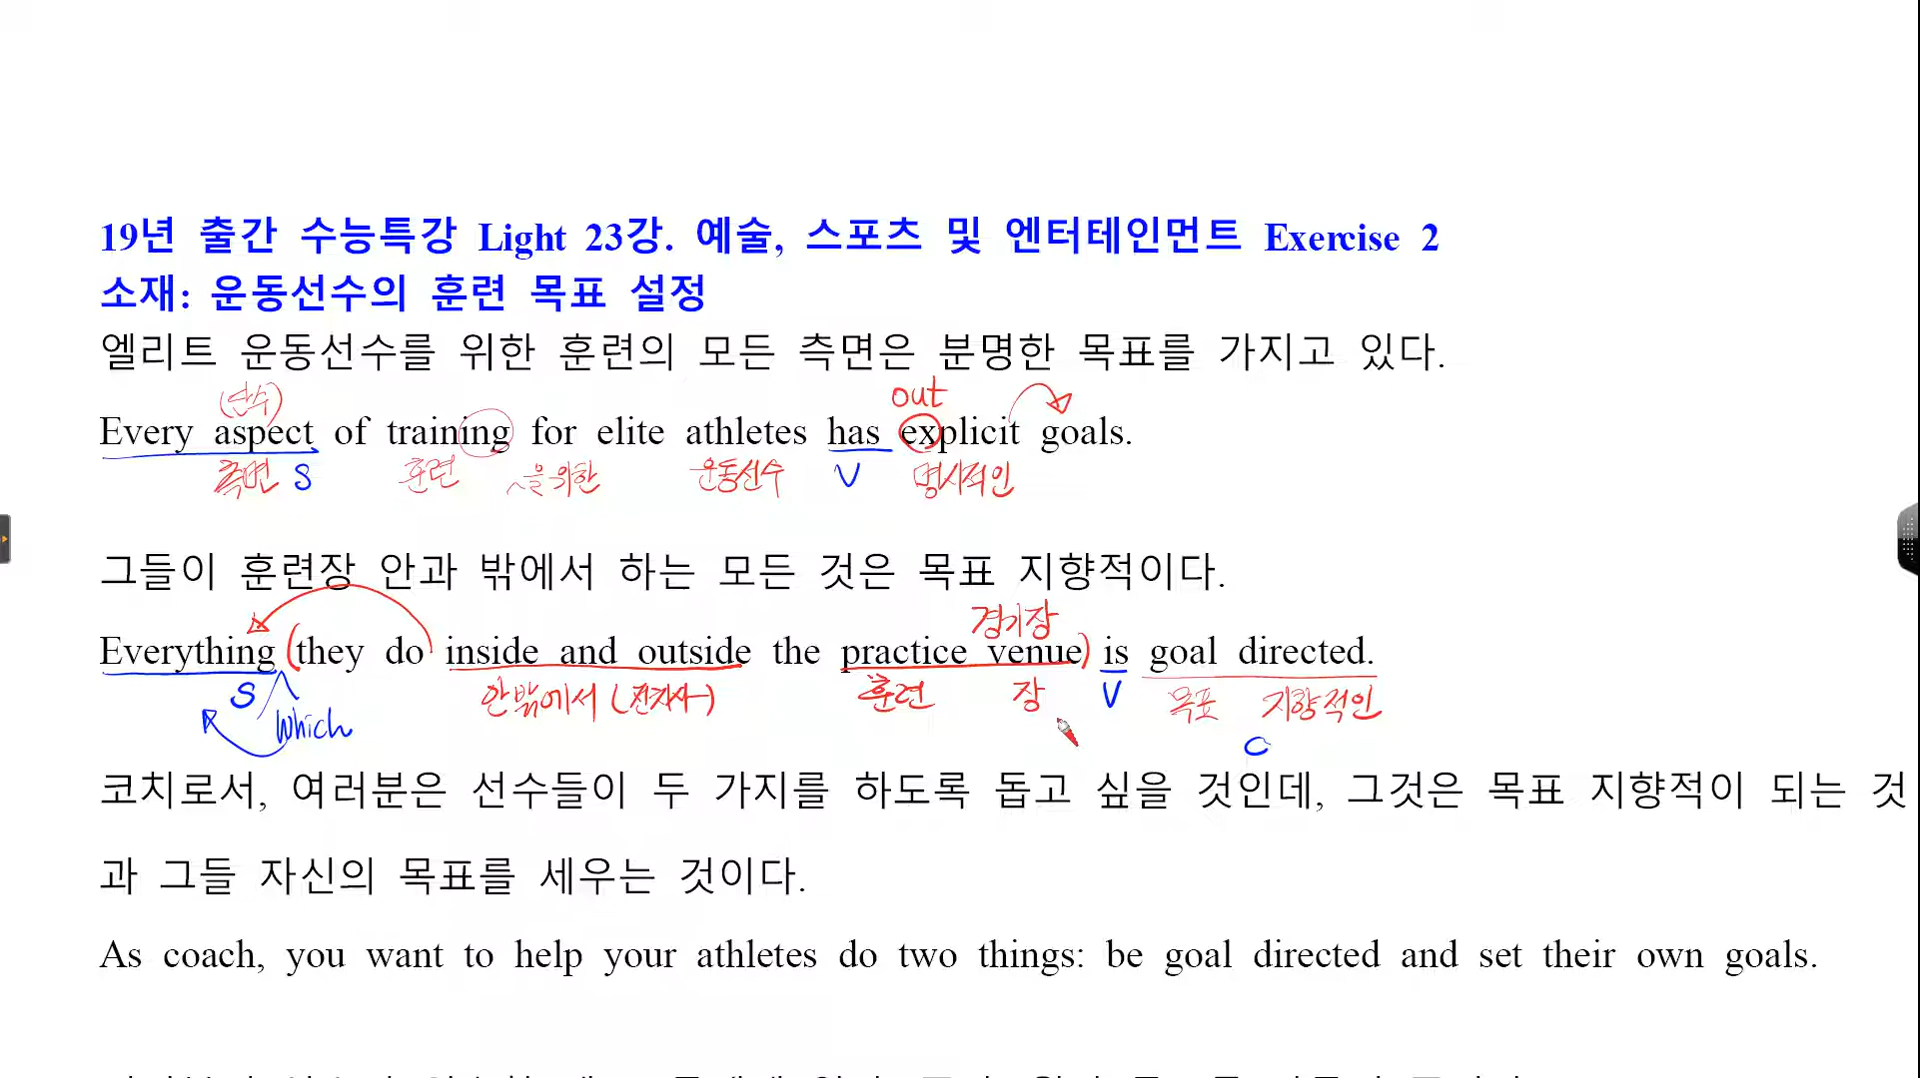 19년 출간 수능특강 Light 23강. 예술, 스포츠 및 엔터테인먼트 Exercise 2
소재: 운동선수의 훈련 목표 설정
엘리트 운동선수를 위한 훈련의 모든 측면은 분명한 목표를 가지고 있다.
(단수) out
Every aspect of training for elite athletes has explicit goals.
측면 S 훈련 ~을 위한 운동선수 V 명시적인
그들이 훈련장 안과 밖에서 하는 모든 것은 목표 지향적이다.
경기장
Everything (they do inside and outside the practice venue) is goal directed.
S 안밖에서 (전치사) 훈련 장 V 목표 지향적인
which C
코치로서, 여러분은 선수들이 두 가지를 하도록 돕고 싶을 것인데, 그것은 목표 지향적이 되는 것
과 그들 자신의 목표를 세우는 것이다.
As coach, you want to help your athletes do two things: be goal directed and set their own goals.